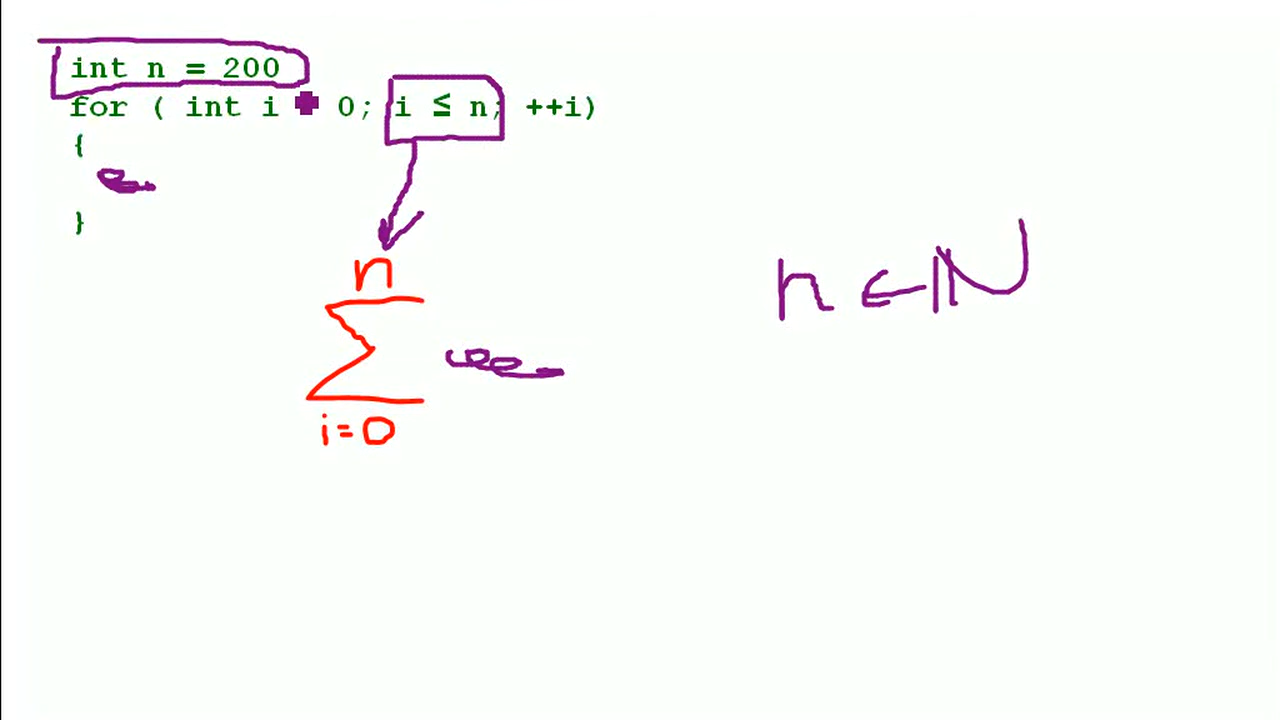 int n = 200
for ( int i 0; i ≤ n; ++i)
{
}
n
∑
i=0
n ∈ ℕ